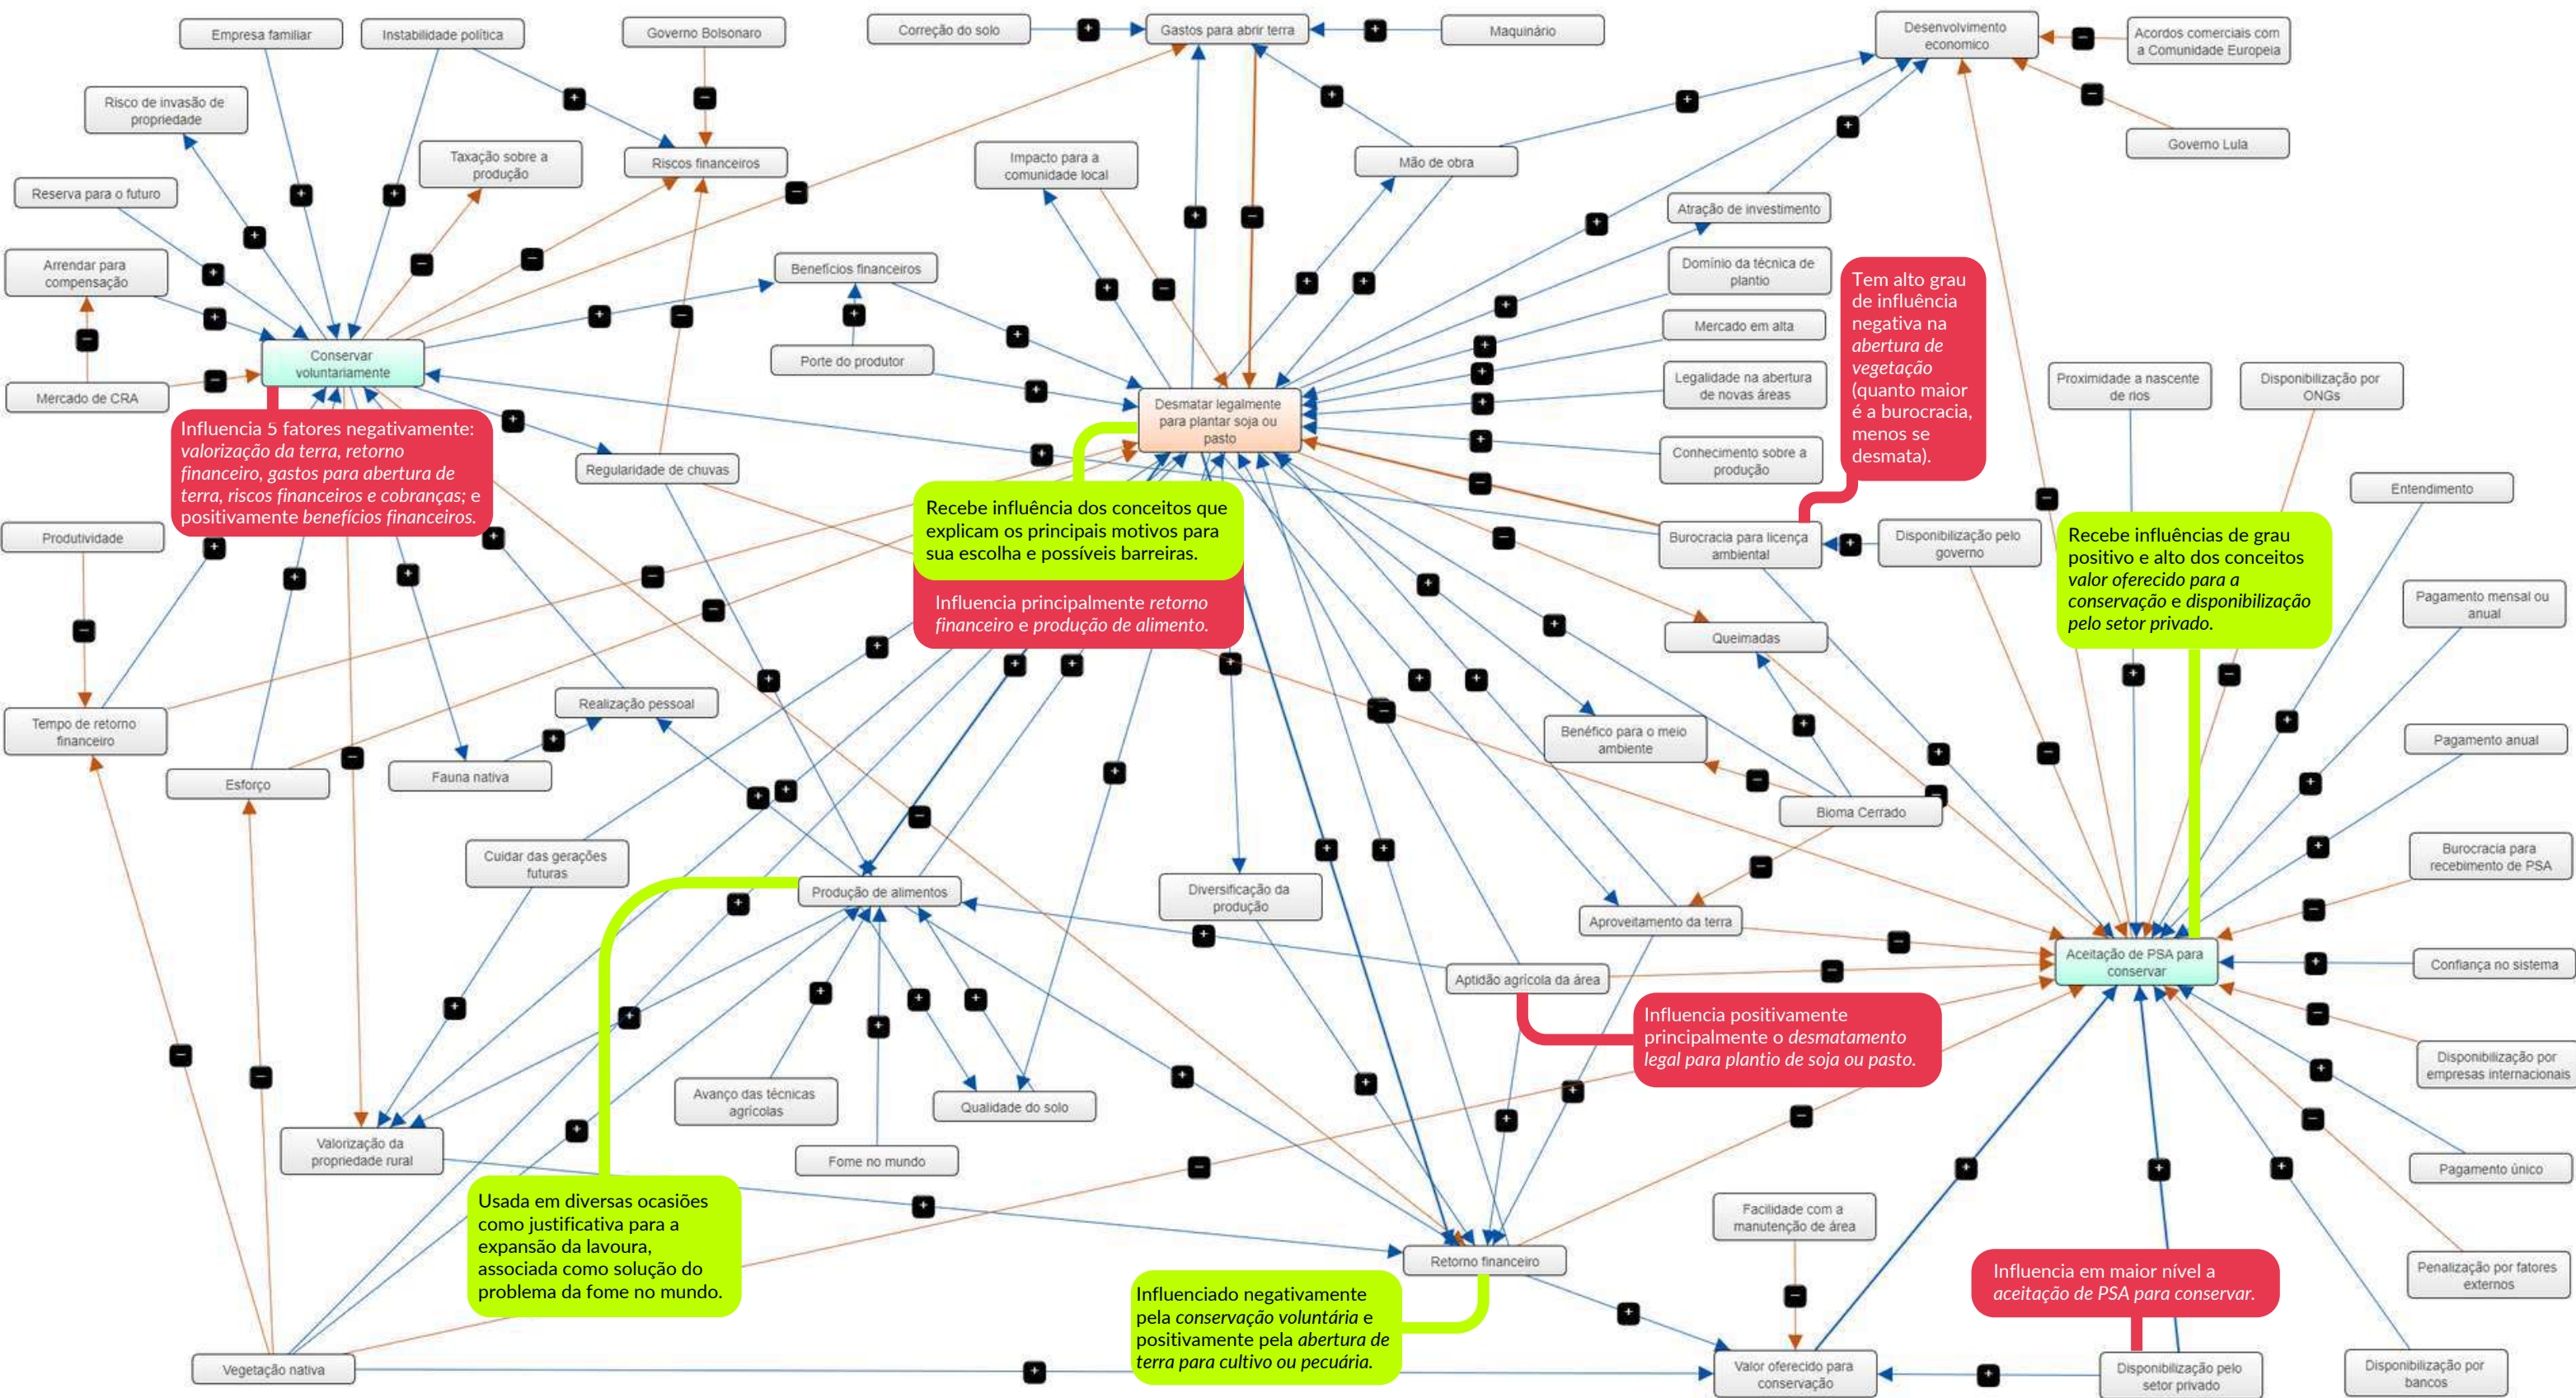 Empresa familiar
Instabilidade política
Governo Bolsonaro
Correção do solo
+
Gastos para abrir terra
+
Maquinário
Desenvolvimento
economico
−
Acordos comerciais com
a Comunidade Europeia
Risco de invasão de
propriedade
+
−
+
+
−
Governo Lula
Taxação sobre a
produção
Riscos financeiros
Impacto para a
comunidade local
Mão de obra
+
Reserva para o futuro
+
+
−
+
−
Atração de investimento
+
+
Arrendar para
compensação
+
−
−
Benefícios financeiros
+
−
+
+
Domínio da técnica de
plantio
+
−
+
+
−
+
+
Mercado em alta
+
+
Conservar
voluntariamente
Porte do produtor
+
Legalidade na abertura
de novas áreas
+
Mercado de CRA
−
Desmatar legalmente
para plantar soja ou
pasto
+
Conhecimento sobre a
produção
+
−
Tem alto grau
de influência
negativa na
abertura de
vegetação
(quanto maior
é a burocracia,
menos se
desmata).
Proximidade a nascente
de rios
Disponibilização por
ONGs
Influencia 5 fatores negativamente:
valorização da terra, retorno
financeiro, gastos para abertura de
terra, riscos financeiros e cobranças; e
positivamente benefícios financeiros.
+
Regularidade de chuvas
+
Recebe influência dos conceitos que
explicam os principais motivos para
sua escolha e possíveis barreiras.
Influencia principalmente retorno
financeiro e produção de alimento.
Burocracia para licença
ambiental
+
Disponibilização pelo
governo
−
Entendimento
Recebe influências de grau
positivo e alto dos conceitos
valor oferecido para a
conservação e disponibilização
pelo setor privado.
Produtividade
+
+
+
+
−
−
−
+
+
Queimadas
Pagamento mensal ou
anual
−
+
+
+
+
+
+
+
−
Tempo de retorno
financeiro
Realização pessoal
+
−
Benéfico para o meio
ambiente
+
−
+
−
+
−
+
Pagamento anual
Esforço
−
Fauna nativa
+
+
+
+
−
Bioma Cerrado
+
Cuidar das gerações
futuras
−
+
+
−
+
Burocracia para
recebimento de PSA
Produção de alimentos
+
Diversificação da
produção
+
Aproveitamento da terra
−
−
Aptidão agrícola da área
−
Aceitação de PSA para
conservar
+
Confiança no sistema
+
+
+
+
+
+
−
−
−
Influencia positivamente
principalmente o desmatamento
legal para plantio de soja ou pasto.
−
Disponibilização por
empresas internacionais
Avanço das técnicas
agrícolas
Qualidade do solo
+
+
+
+
−
+
−
Valorização da
propriedade rural
+
Fome no mundo
−
+
+
+
Pagamento único
Usada em diversas ocasiões
como justificativa para a
expansão da lavoura,
associada como solução do
problema da fome no mundo.
+
Facilidade com a
manutenção de área
Retorno financeiro
Influencia em maior nível a
aceitação de PSA para conservar.
Penalização por fatores
externos
Influenciado negativamente
pela conservação voluntária e
positivamente pela abertura de
terra para cultivo ou pecuária.
+
−
Vegetação nativa
+
Valor oferecido para
conservação
+
Disponibilização pelo
setor privado
Disponibilização por
bancos